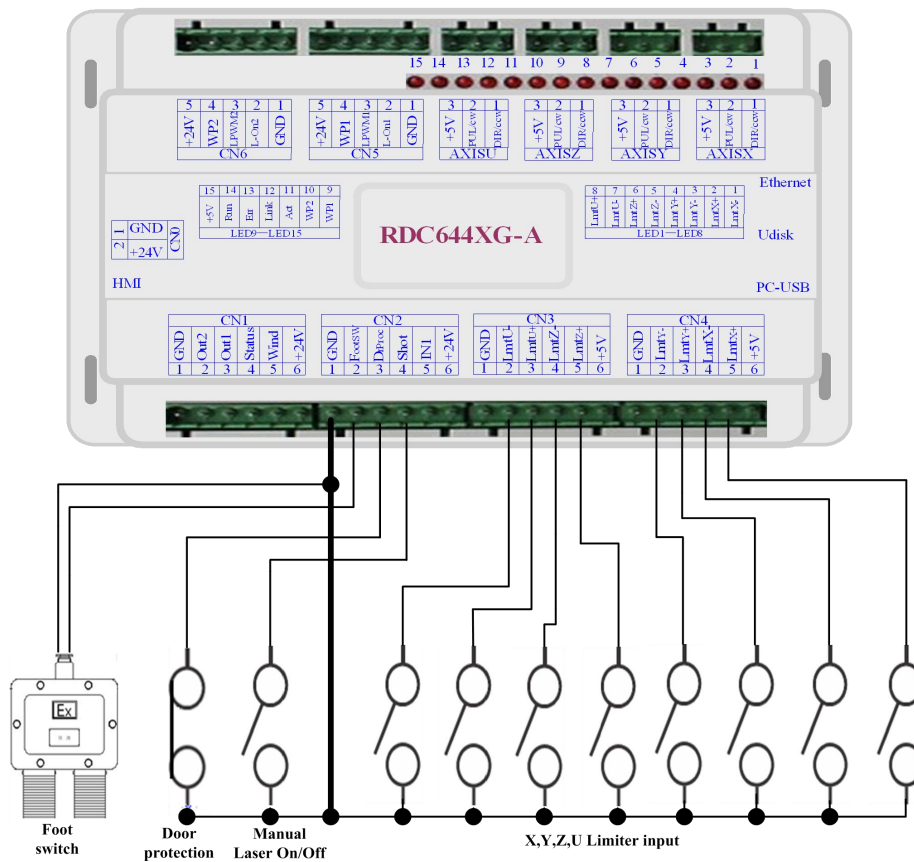 15 14 13 12 11 10 9 8 7 6 5 4 3 2 1
5 4 3 2 1
+24V WP2 LPWM2 L-On2 GND
CN6
5 4 3 2 1
+24V WP1 LPWM1 L-On1 GND
CN5
3 2 1
+5V PUL/cw DIR/ccw
AXISU
3 2 1
+5V PUL/cw DIR/ccw
AXISZ
3 2 1
+5V PUL/cw DIR/ccw
AXISY
3 2 1
+5V PUL/cw DIR/ccw
AXISX
Ethernet
15 14 13 12 11 10 9
+5V Run Err Link Act WP2 WP1
LED9—LED15
RDC644XG-A
8 7 6 5 4 3 2 1
LmtU+ LmtU- LmtZ+ LmtZ- LmtY+ LmtY- LmtX+ LmtX-
LED1—LED8
Udisk
1 GND
2 +24V
CN0
HMI
PC-USB
CN1
GND Out2 Out1 Status Wind +24V
1 2 3 4 5 6
CN2
GND FootSW DrProc Shot IN1 +24V
1 2 3 4 5 6
CN3
GND LmtU- LmtU+ LmtZ- LmtZ+ +5V
1 2 3 4 5 6
CN4
GND LmtY- LmtY+ LmtX- LmtX+ +5V
1 2 3 4 5 6
Ex
Foot
switch
Door
protection
Manual
Laser On/Off
X,Y,Z,U Limiter input